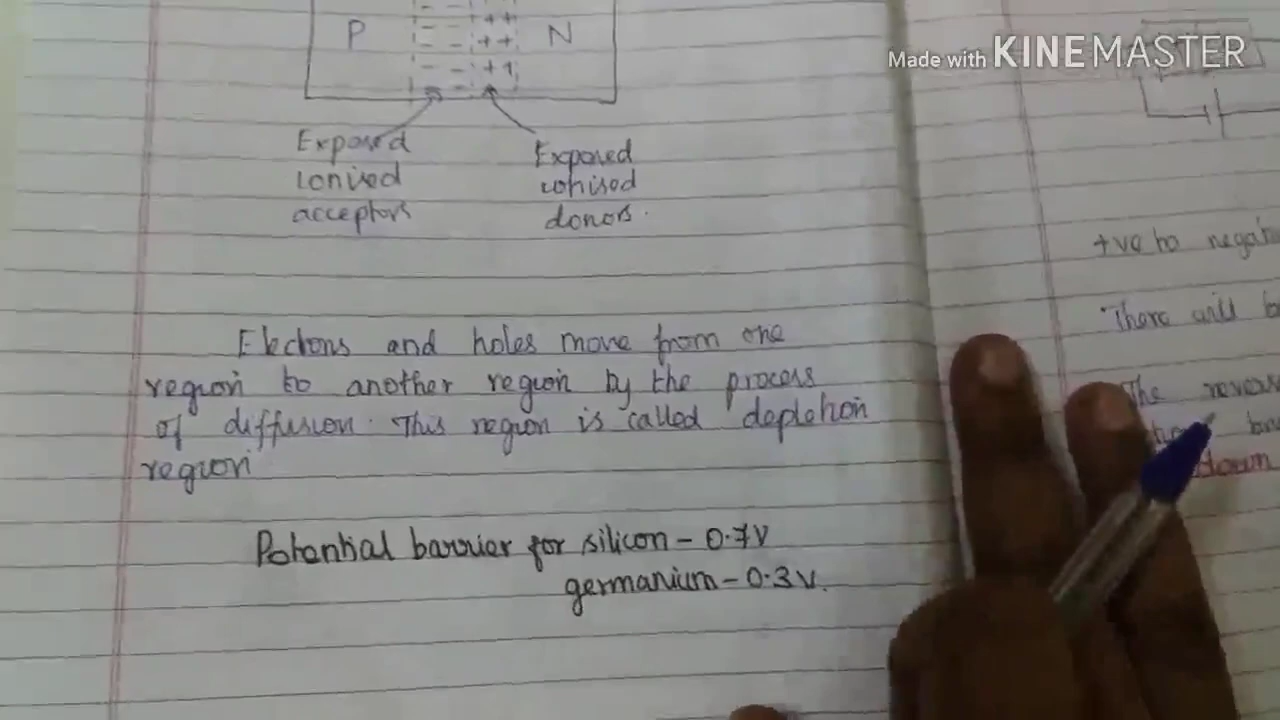 P N
Made with KINEMASTER
Exposed
ionised
acceptors
Exposed
ionised
donors.
Electrons and holes move from one
region to another region by the process
of diffusion. This region is called depletion
region
Potential barrier for silicon - 0.7V
germanium - 0.3V.
+ve to
There will
The
down